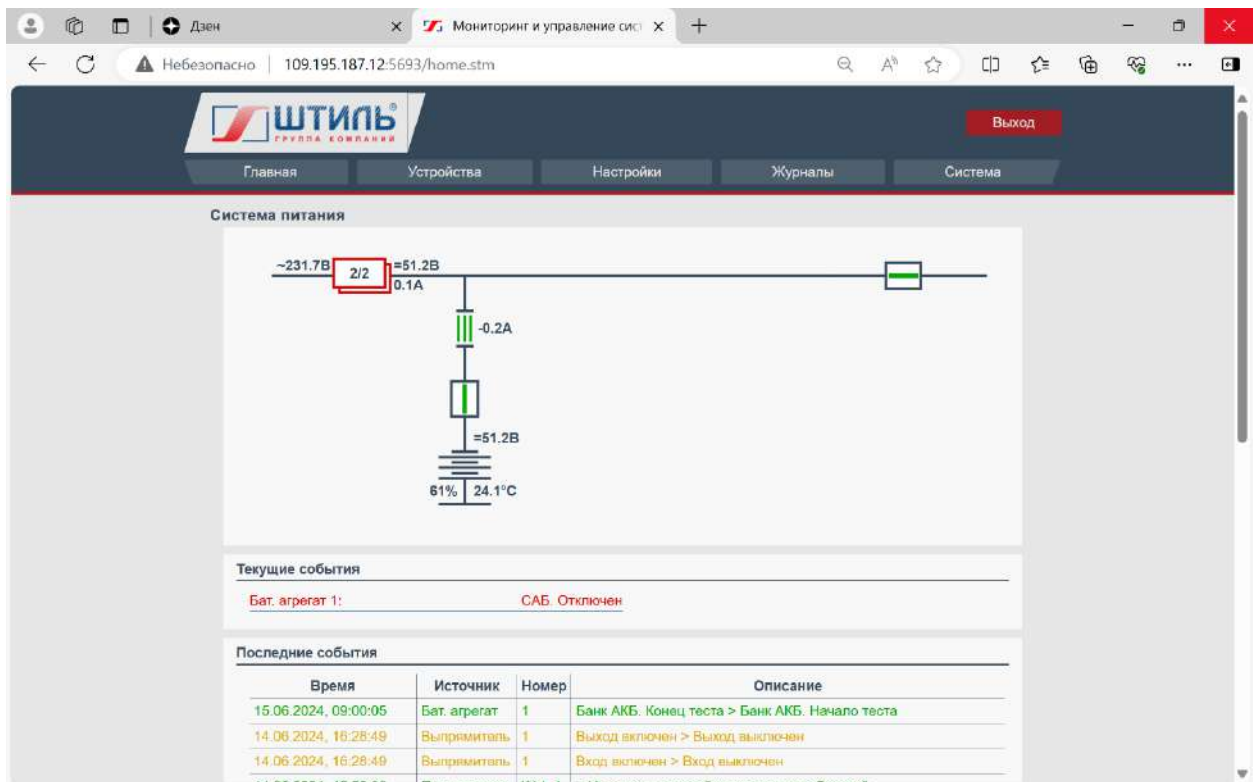 Дзен
Мониторинг и управление сис
Небезопасно
109.195.187.12:5693/home.stm
ШТИЛЬ®
ГРУППА КОМПАНИЙ
Выход
Главная Устройства Настройки Журналы Система
Система питания
~231.7В 2/2 =51.2В
0.1А
-0.2А
=51.2В
61% 24.1°C
Текущие события
Бат. агрегат 1: САБ. Отключен
Последние события
Время Источник Номер Описание
15.06.2024, 09:00:05 Бат. агрегат 1 Банк АКБ. Конец теста > Банк АКБ. Начало теста
14.06.2024, 16:28:49 Выпрямитель 1 Выход включен > Выход выключен
14.06.2024, 16:28:49 Выпрямитель 1 Вход включен > Вход выключен